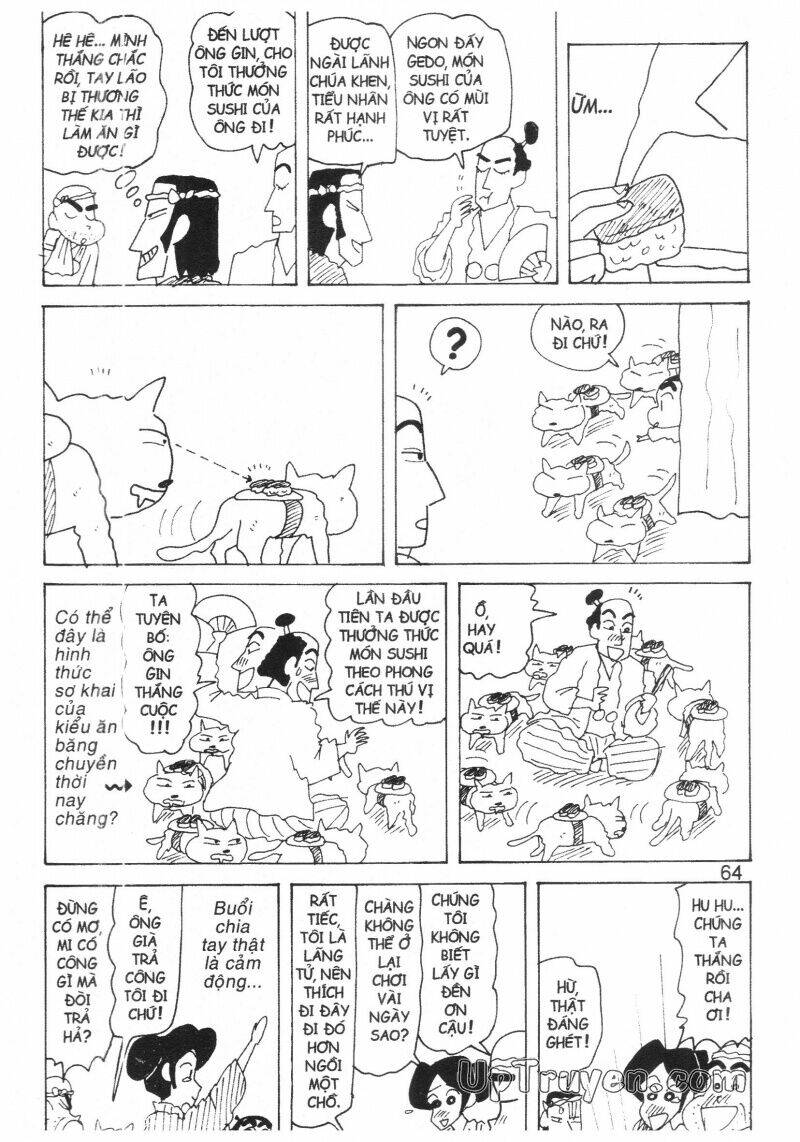 ỪM...
NGON ĐẤY
GEDO, MÓN
SUSHI CỦA
ÔNG CÓ MÙI
VỊ RẤT
TUYỆT.
ĐƯỢC
NGÀI LÃNH
CHÚA KHEN,
TIỂU NHÂN
RẤT HẠNH
PHÚC...
ĐẾN LƯỢT
ÔNG GIN, CHO
TÔI THƯỞNG
THỨC MÓN
SUSHI CỦA
ÔNG ĐI!
HÊ HÊ... MÌNH
THẮNG CHẮC
RỒI, TAY LÃO
BỊ THƯƠNG
THẾ KIA THÌ
LÀM ĂN GÌ
ĐƯỢC!
NÀO, RA
ĐI CHỨ!
?
Ồ,
HAY
QUÁ!
LẦN ĐẦU
TIÊN TA ĐƯỢC
THƯỞNG THỨC
MÓN SUSHI
THEO PHONG
CÁCH THÚ VỊ
THẾ NÀY!
TA
TUYÊN
BỐ:
ÔNG
GIN
THẮNG
CUỘC
!!!
Có thể
đây là
hình
thức
sơ khai
của
kiểu ăn
băng
chuyền
thời
nay
chăng?
64
HU HU...
CHÚNG
TA
THẮNG
RỒI
CHA
ƠI!
HỪ,
THẬT
ĐÁNG
GHÉT!
CHÚNG
TÔI
KHÔNG
BIẾT
LẤY GÌ
ĐỀN
ƠN
CẬU!
CHÀNG
KHÔNG
THỂ Ở
LẠI
CHƠI
VÀI
NGÀY
SAO?
RẤT
TIẾC,
TÔI LÀ
LÃNG
TỬ, NÊN
THÍCH
ĐI ĐÂY
ĐI ĐÓ
HƠN
NGỒI
MỘT
CHỖ.
Buổi
chia
tay thật
là cảm
động...
Ê,
ÔNG
GIÀ
TRẢ
CÔNG
TÔI ĐI
CHỨ!
ĐỪNG
CÓ MƠ,
MI CÓ
CÔNG
GÌ MÀ
ĐÒI
TRẢ
HẢ?
UpTruyen.com